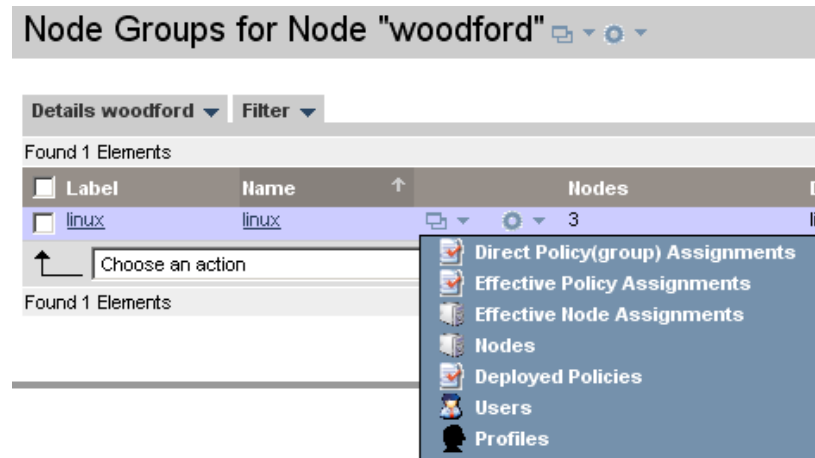 Node Groups for Node "woodford"
Details woodford Filter
Found 1 Elements
Label Name Nodes
linux linux 3
Choose an action
Found 1 Elements
Direct Policy(group) Assignments
Effective Policy Assignments
Effective Node Assignments
Nodes
Deployed Policies
Users
Profiles